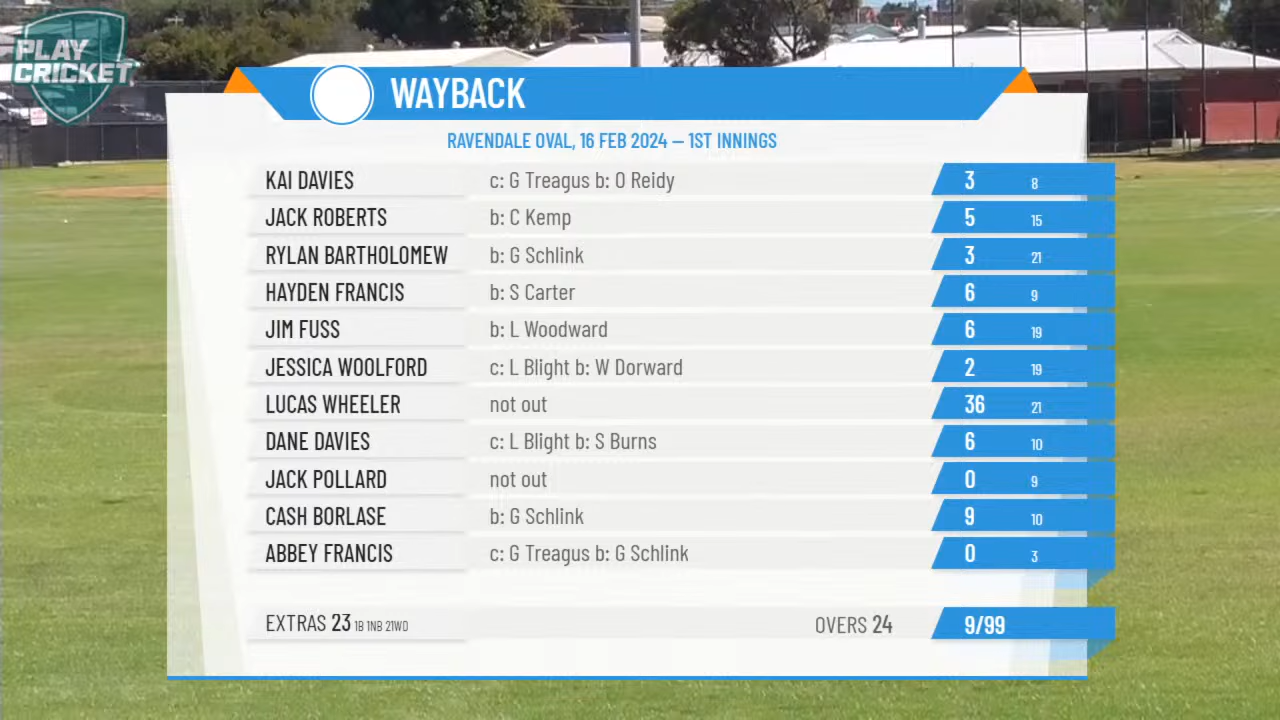 PLAY
CRICKET
WAYBACK
RAVENDALE OVAL, 16 FEB 2024 – 1ST INNINGS
KAI DAVIES c: G Treagus b: O Reidy 3 8
JACK ROBERTS b: C Kemp 5 15
RYLAN BARTHOLOMEW b: G Schlink 3 21
HAYDEN FRANCIS b: S Carter 6 9
JIM FUSS b: L Woodward 6 19
JESSICA WOOLFORD c: L Blight b: W Dorward 2 19
LUCAS WHEELER not out 36 21
DANE DAVIES c: L Blight b: S Burns 6 10
JACK POLLARD not out 0 9
CASH BORLASE b: G Schlink 9 10
ABBEY FRANCIS c: G Treagus b: G Schlink 0 3
EXTRAS 23 1B 1NB 21WD OVERS 24 9/99